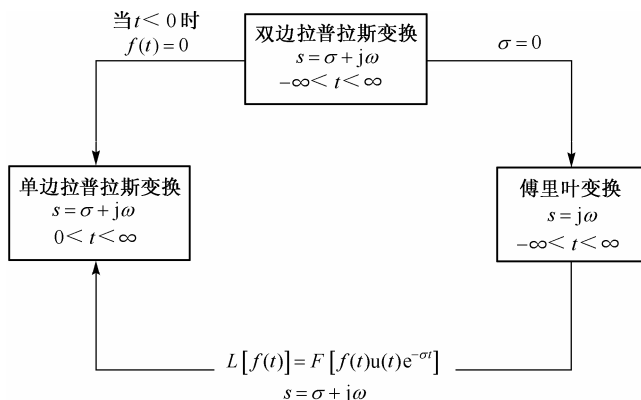 当t<0时
f(t)=0
双边拉普拉斯变换
s=σ+jω
−∞<t<∞
σ=0
单边拉普拉斯变换
s=σ+jω
0<t<∞
傅里叶变换
s=jω
−∞<t<∞
L[f(t)]=F[f(t)u(t)e^{−σt}]
s=σ+jω